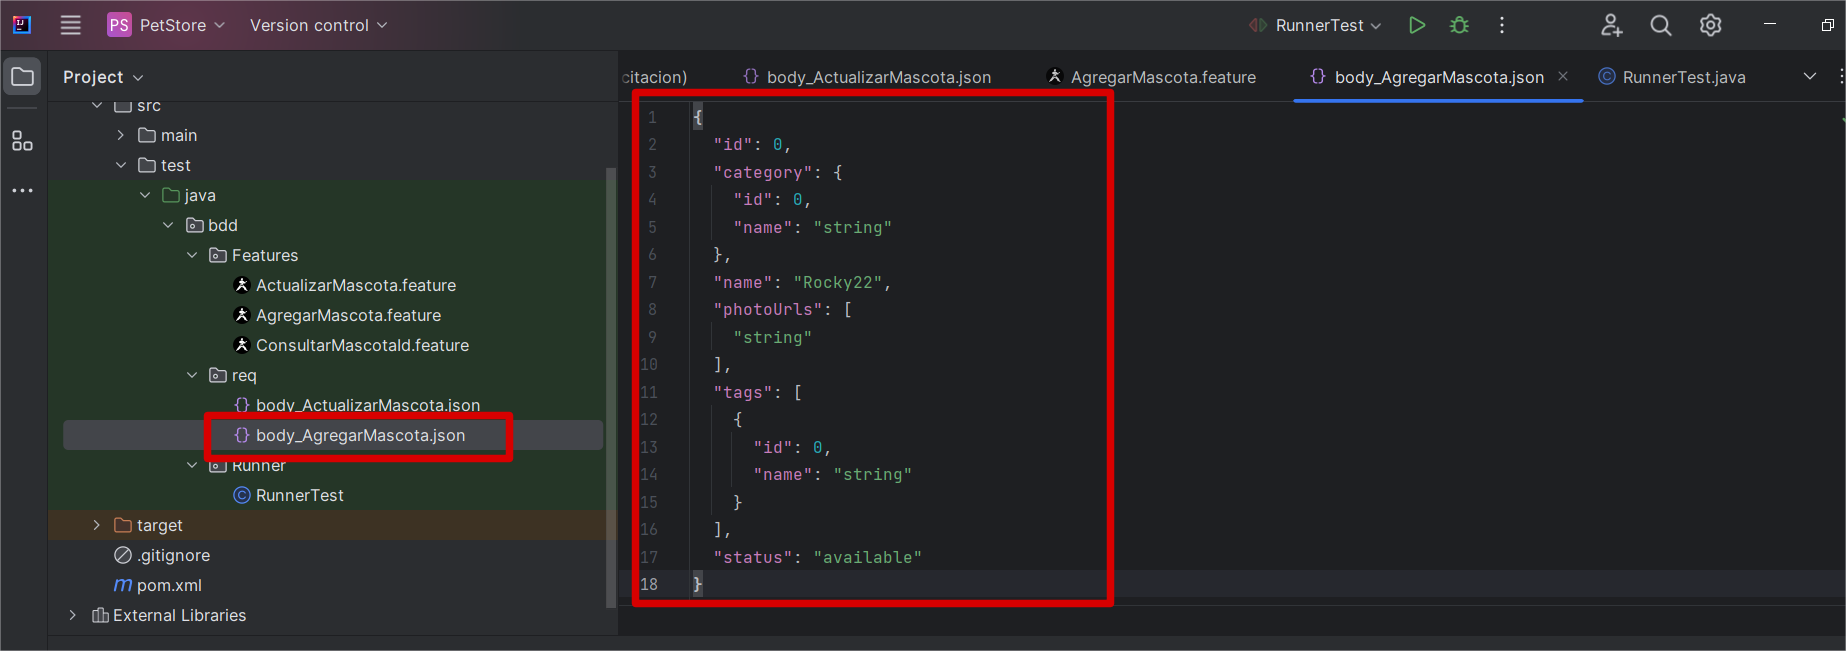 PS PetStore Version control RunnerTest
Project
citacion) body_ActualizarMascota.json AgregarMascota.feature body_AgregarMascota.json RunnerTest.java
src
main
test
java
bdd
Features
ActualizarMascota.feature
AgregarMascota.feature
ConsultarMascotaId.feature
req
body_ActualizarMascota.json
body_AgregarMascota.json
Runner
RunnerTest
target
.gitignore
pom.xml
External Libraries
1 {
2 "id": 0,
3 "category": {
4 "id": 0,
5 "name": "string"
6 },
7 "name": "Rocky22",
8 "photoUrls": [
9 "string"
10 ],
11 "tags": [
12 {
13 "id": 0,
14 "name": "string"
15 }
16 ],
17 "status": "available"
18 }